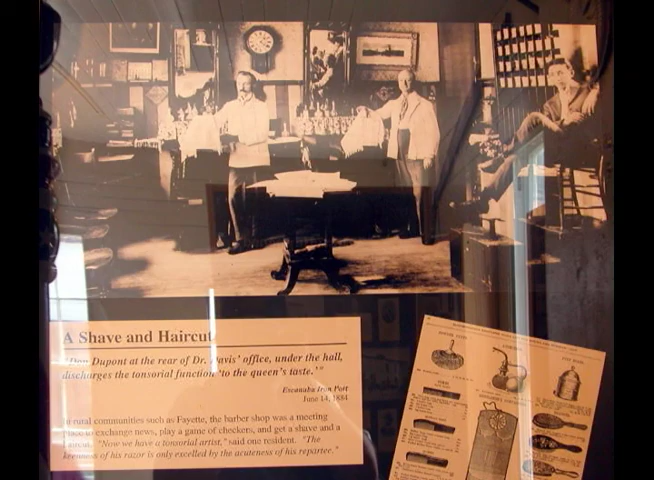 A Shave and Haircut
"Don Dupont at the rear of Dr. Davis' office, under the hall,
discharges the tonsorial function 'to the queen's taste.'"
Escanaba Iron Port
June 14, 1884
In rural communities such as Fayette, the barber shop was a meeting
place to exchange news, play a game of checkers, and get a shave and a
haircut. "Now we have a tonsorial artist," said one resident. "The
keenness of his razor is only excelled by the acuteness of his repartee."